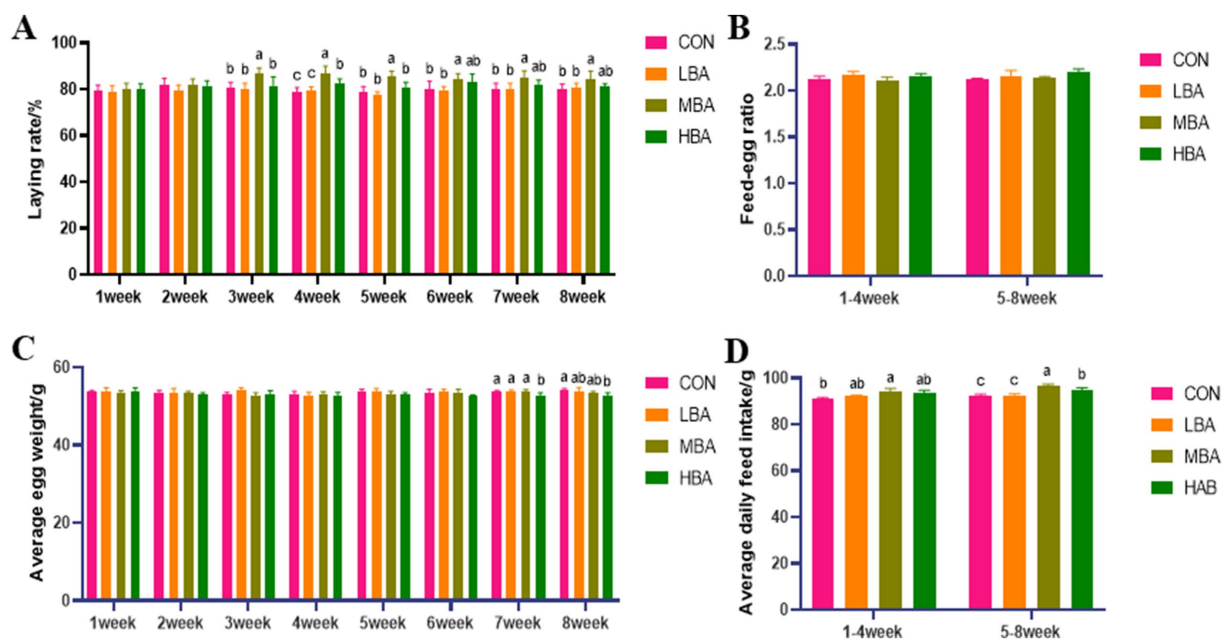 A
Laying rate/%
100
80
60
40
20
0
b b a b
c c a b
b b a b
b b a ab
b b a ab
b b a ab
1week 2week 3week 4week 5week 6week 7week 8week
CON
LBA
MBA
HBA
B
Feed-egg ratio
2.5
2.0
1.5
1.0
0.5
0.0
1-4week 5-8week
CON
LBA
MBA
HBA
C
Average egg weight/g
60
40
20
0
a a a b
a ab ab b
1week 2week 3week 4week 5week 6week 7week 8week
CON
LBA
MBA
HBA
D
Average daily feed intake/g
100
80
60
40
20
0
b ab a ab
c c a b
1-4week 5-8week
CON
LBA
MBA
HAB